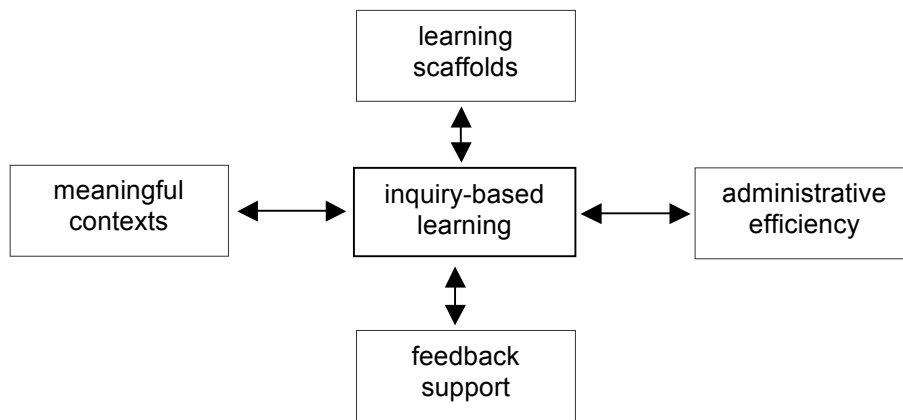 learning
scaffolds
meaningful
contexts
inquiry-based
learning
administrative
efficiency
feedback
support